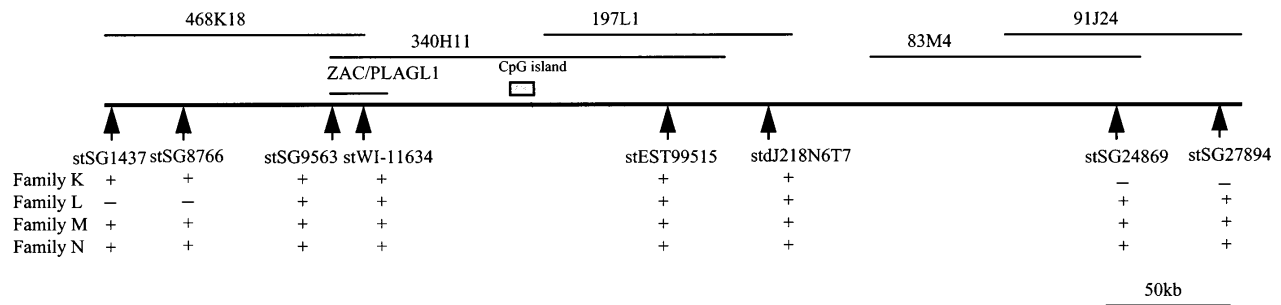 468K18 197L1 91J24
340H11 83M4
ZAC/PLAGL1 CpG island
stSG1437 stSG8766 stSG9563 stWI-11634 stEST99515 stdJ218N6T7 stSG24869 stSG27894
Family K + + + + + + – –
Family L – – + + + + + +
Family M + + + + + + + +
Family N + + + + + + + +
50kb